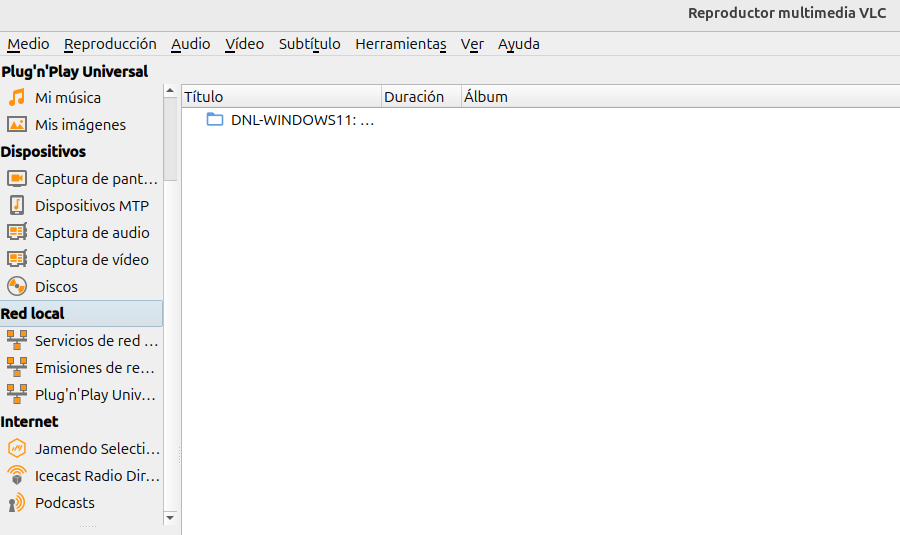 Reproductor multimedia VLC
Medio Reproducción Audio Vídeo Subtítulo Herramientas Ver Ayuda
Plug'n'Play Universal
Mi música
Mis imágenes
Dispositivos
Captura de pant…
Dispositivos MTP
Captura de audio
Captura de vídeo
Discos
Red local
Servicios de red …
Emisiones de re…
Plug'n'Play Univ…
Internet
Jamendo Selecti…
Icecast Radio Dir…
Podcasts
Título Duración Álbum
DNL-WINDOWS11: …